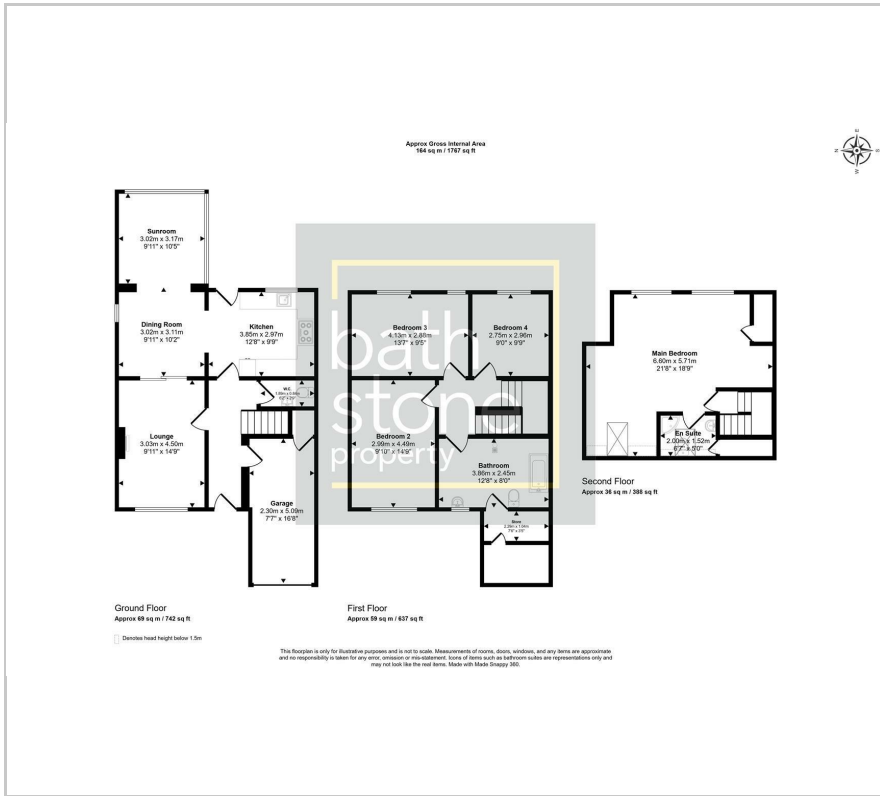 Approx Gross Internal Area
164 sq m / 1767 sq ft
E
N
S
W
Sunroom
3.02m x 3.17m
9'11" x 10'5"
Dining Room
3.02m x 3.11m
9'11" x 10'2"
Kitchen
3.85m x 2.97m
12'8" x 9'9"
W.C.
Lounge
3.03m x 4.50m
9'11" x 14'9"
Garage
2.30m x 5.09m
7'7" x 16'8"
Ground Floor
Approx 69 sq m / 742 sq ft
Denotes head height below 1.5m
bath
stone
property
Bedroom 3
4.13m x 2.88m
13'7" x 9'5"
Bedroom 4
2.75m x 2.96m
9'0" x 9'9"
Bedroom 2
2.99m x 4.49m
9'10" x 14'9"
Bathroom
3.86m x 2.45m
12'8" x 8'0"
Store
First Floor
Approx 59 sq m / 637 sq ft
Main Bedroom
6.60m x 5.71m
21'8" x 18'9"
En Suite
2.00m x 1.52m
6'7" x 5'0"
Second Floor
Approx 36 sq m / 388 sq ft
This floorplan is only for illustrative purposes and is not to scale. Measurements of rooms, doors, windows, and any items are approximate
and no responsibility is taken for any error, omission or mis-statement. Icons of items such as bathroom suites are representations only and
may not look like the real items. Made with Made Snappy 360.